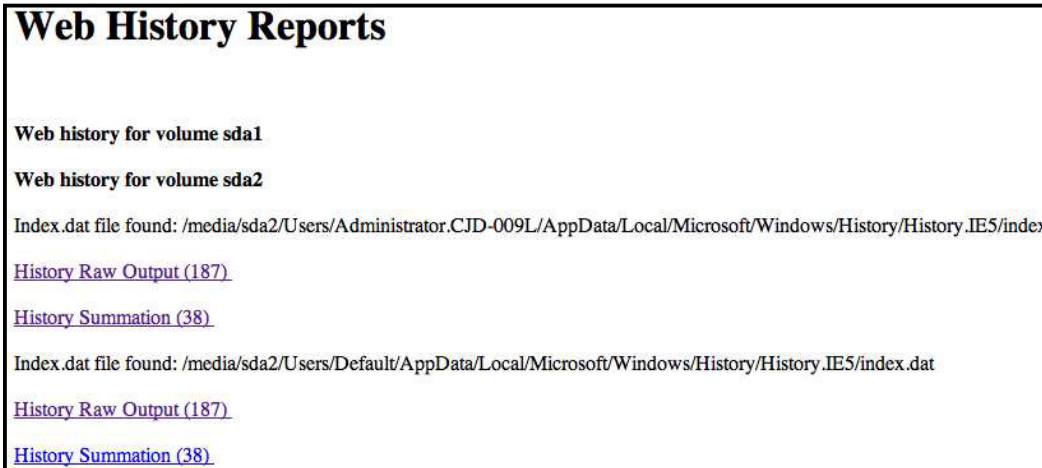 Web History Reports
Web history for volume sda1
Web history for volume sda2
Index.dat file found: /media/sda2/Users/Administrator.CJD-009L/AppData/Local/Microsoft/Windows/History/History.IE5/index
History Raw Output (187)
History Summation (38)
Index.dat file found: /media/sda2/Users/Default/AppData/Local/Microsoft/Windows/History/History.IE5/index.dat
History Raw Output (187)
History Summation (38)